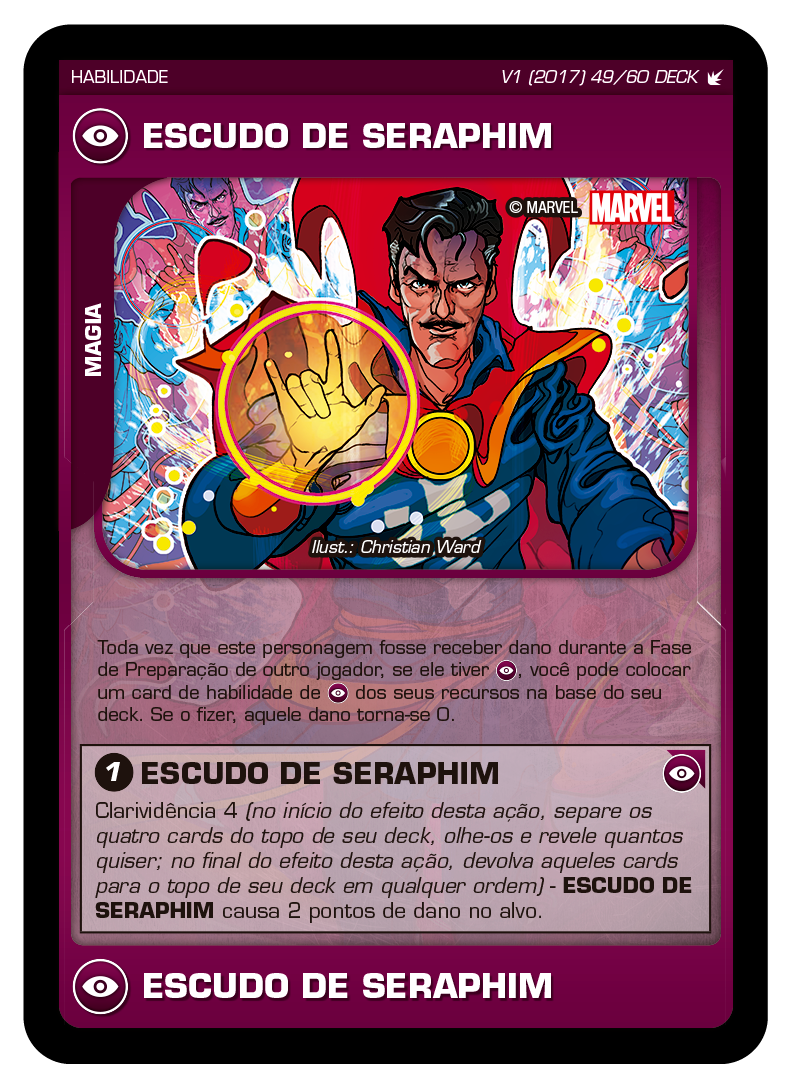 HABILIDADE
V1 (2017) 49/60 DECK
ESCUDO DE SERAPHIM
© MARVEL MARVEL
MAGIA
Ilust.: Christian Ward
Toda vez que este personagem fosse receber dano durante a Fase
de Preparação de outro jogador, se ele tiver , você pode colocar
um card de habilidade de dos seus recursos na base do seu
deck. Se o fizer, aquele dano torna-se 0.
1 ESCUDO DE SERAPHIM
Clarividência 4 (no início do efeito desta ação, separe os
quatro cards do topo de seu deck, olhe-os e revele quantos
quiser; no final do efeito desta ação, devolva aqueles cards
para o topo de seu deck em qualquer ordem) - ESCUDO DE
SERAPHIM causa 2 pontos de dano no alvo.
ESCUDO DE SERAPHIM